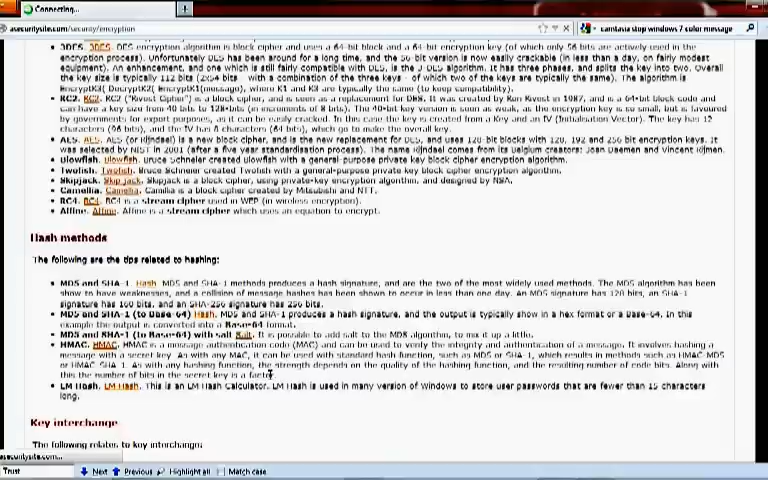 Connecting...
asecuritysite.com/security/encryption
camtasia stop windows 7 color message
3DES. 3DES. DES encryption algorithm is block cipher and uses a 64-bit block and a 64-bit encryption key (of which only 56 bits are actively used in the
encryption process). Unfortunately DES has been around for a long time, and the 56-bit version is now easily crackable (in less than a day, on fairly modest
equipment). An enhancement, and one which is still fairly compatible with DES, is the 3-DES algorithm. It has three phases, and splits the key into two. Overall
the key size is typically 112 bits (2x54 bits - with a combination of the three keys - of which two of the keys are typically the same). The algorithm is
EncryptK3( DecryptK2( EncryptK1(message), where K1 and K3 are typically the same (to keep compatibility).
RC2. RC2. RC2 ("Rivest Cipher") is a block cipher, and is seen as a replacement for DES. It was created by Ron Rivest in 1987, and is a 64-bit block code and
can have a key size from 40 bits to 128-bits (in increments of 8 bits). The 40-bit key version is seen as weak, as the encryption key is so small, but is favoured
by governments for export purposes, as it can be easily cracked. In this case the key is created from a Key and an IV (Initialisation Vector). The key has 12
characters (96 bits), and the IV has 8 characters (64 bits), which go to make the overall key.
AES. AES. AES (or Rijndael) is a new block cipher, and is the new replacement for DES, and uses 128-bit blocks with 128, 192 and 256 bit encryption keys. It
was selected by NIST in 2001 (after a five year standardisation process). The name Rijndael comes from its Belgium creators: Joan Daemen and Vincent Rijmen.
Blowfish. Blowfish. Bruce Schneier created Blowfish with a general-purpose private key block cipher encryption algorithm.
Twofish. Twofish. Bruce Schneier created Twofish with a general-purpose private key block cipher encryption algorithm.
Skipjack. Skip jack. Skipjack is a block cipher, using private-key encryption algorithm, and designed by NSA.
Camellia. Camellia. Camillia is a block cipher created by Mitsubishi and NTT.
RC4. RC4. RC4 is a stream cipher used in WEP (in wireless encryption).
Affine. Affine. Affine is a stream cipher which uses an equation to encrypt.
Hash methods
The following are the tips related to hashing:
MD5 and SHA-1. Hash. MD5 and SHA-1 methods produces a hash signature, and are the two of the most widely used methods. The MD5 algorithm has been
show to have weaknesses, and a collision of message hashes has been shown to occur in less than one day. An MD5 signature has 128 bits, an SHA-1
signature has 160 bits, and an SHA-256 signature has 256 bits.
MD5 and SHA-1 (to Base-64) Hash. MD5 and SHA-1 produces a hash signature, and the output is typically show in a hex format or a Base-64. In this
example the output is converted into a Base-64 format.
MD5 and SHA-1 (to Base-64) with salt Salt. It is possible to add salt to the MD5 algorithm, to mix it up a little.
HMAC. HMAC. HMAC is a message authentication code (MAC) and can be used to verify the integrity and authentication of a message. It involves hashing a
message with a secret key. As with any MAC, it can be used with standard hash function, such as MD5 or SHA-1, which results in methods such as HMAC-MD5
or HMAC-SHA-1. As with any hashing function, the strength depends on the quality of the hashing function, and the resulting number of code bits. Along with
this the number of bits in the secret key is a factor.
LM Hash. LM Hash. This is an LM Hash Calculator. LM Hash is used in many version of Windows to store user passwords that are fewer than 15 characters
long.
Key interchange
The following relates to key interchange:
asecuritysite.com...
Trust Next Previous Highlight all Match case